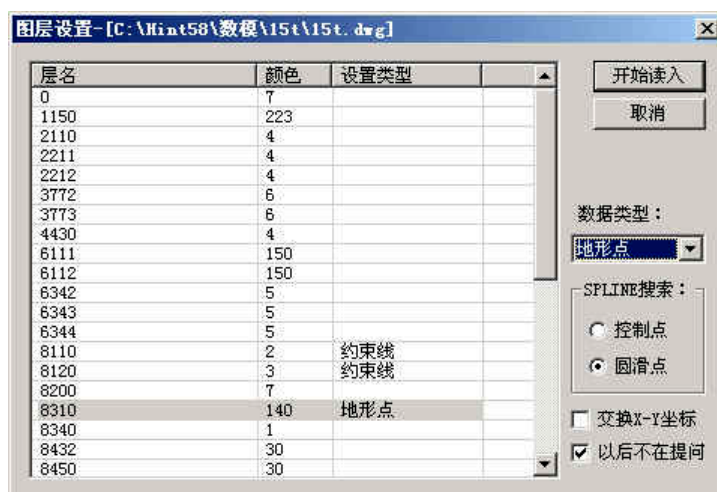 图层设置-[C:\Hint58\数模\15t\15t.dwg]
层名 颜色 设置类型
0 7
1150 223
2110 4
2211 4
2212 4
3772 6
3773 6
4430 4
6111 150
6112 150
6342 5
6343 5
6344 5
8110 2 约束线
8120 3 约束线
8200 7
8310 140 地形点
8340 1
8432 30
8450 30
开始读入
取消
数据类型：
地形点
SPLINE搜索：
控制点
圆滑点
交换X-Y坐标
以后不在提问